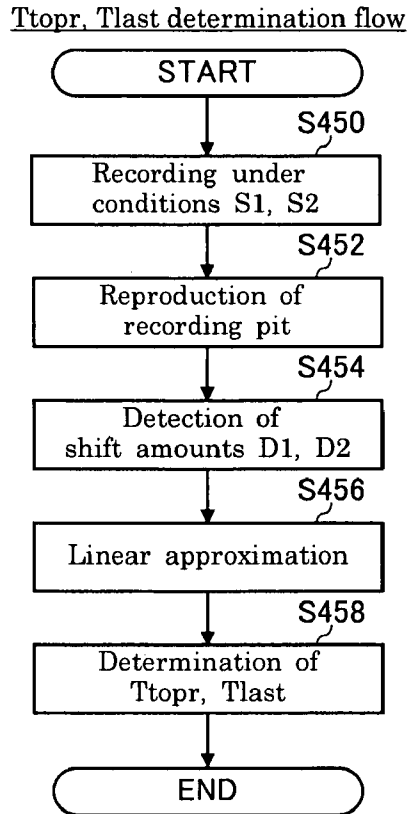 Ttopr, Tlast determination flow
START
S450
Recording under
conditions S1, S2
S452
Reproduction of
recording pit
S454
Detection of
shift amounts D1, D2
S456
Linear approximation
S458
Determination of
Ttopr, Tlast
END